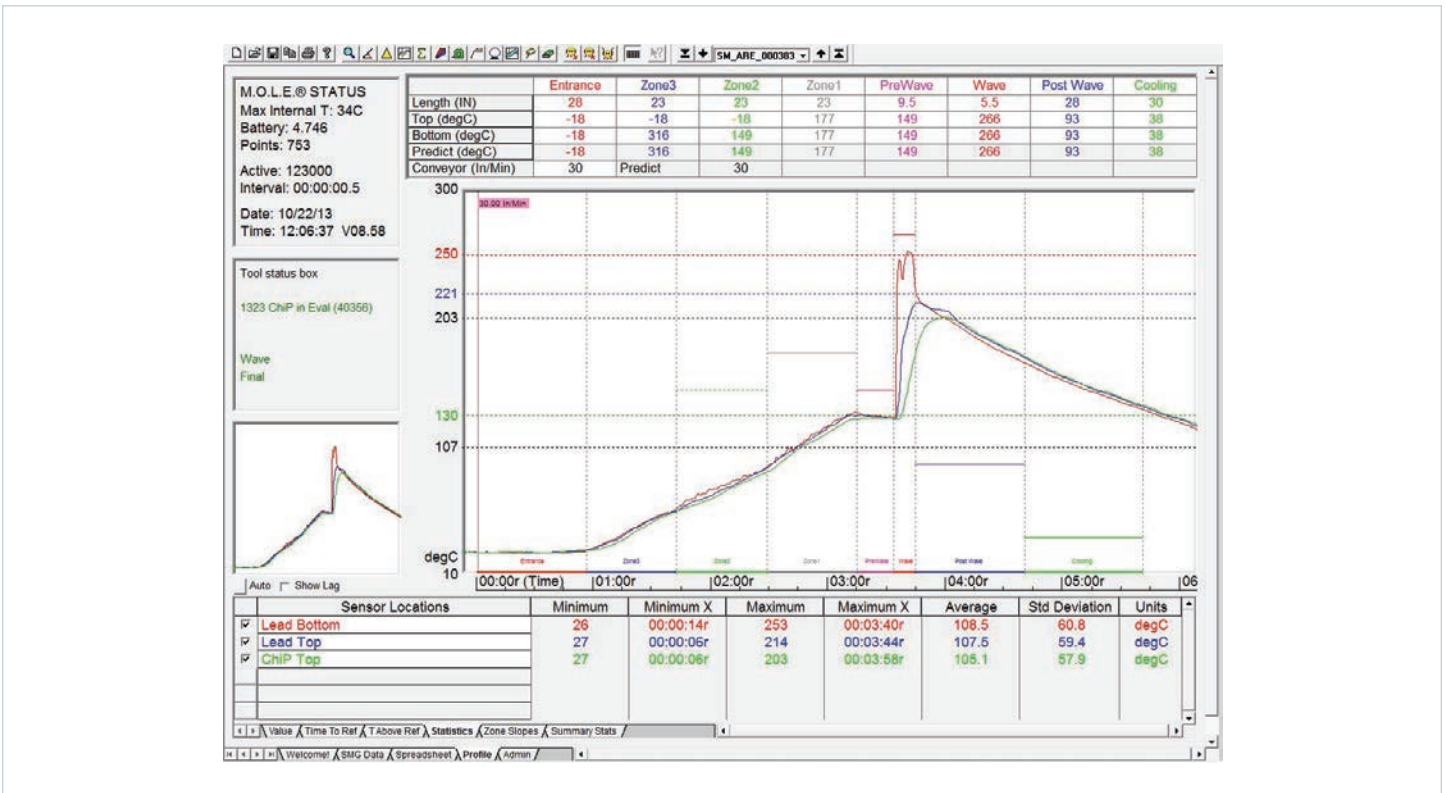 SM_ARE_000383
M.O.L.E.® STATUS
Max Internal T: 34C
Battery: 4.746
Points: 753
Active: 123000
Interval: 00:00:00.5
Date: 10/22/13
Time: 12:06:37 V08.58
Entrance Zone3 Zone2 Zone1 PreWave Wave Post Wave Cooling
Length (IN) 28 23 23 23 9.5 5.5 28 30
Top (degC) -18 -18 -18 177 149 266 93 38
Bottom (degC) -18 316 149 177 149 266 93 38
Predict (degC) -18 316 149 177 149 266 93 38
Conveyor (In/Min) 30 Predict 30
Tool status box
1323 ChiP in Eval (40356)
Wave
Final
300
30.00 In/Min
250
221
203
130
107
degC
10
Entrance Zone3 Zone2 Zone1 PreWave Wave Post Wave Cooling
00:00r (Time) 01:00r 02:00r 03:00r 04:00r 05:00r 06
Auto Show Lag
Sensor Locations Minimum Minimum X Maximum Maximum X Average Std Deviation Units
Lead Bottom 26 00:00:14r 253 00:03:40r 108.5 60.8 degC
Lead Top 27 00:00:06r 214 00:03:44r 107.5 59.4 degC
ChiP Top 27 00:00:06r 203 00:03:58r 105.1 57.9 degC
Value Time To Ref T Above Ref Statistics Zone Slopes Summary Stats
Welcome! SMG Data Spreadsheet Profile Admin